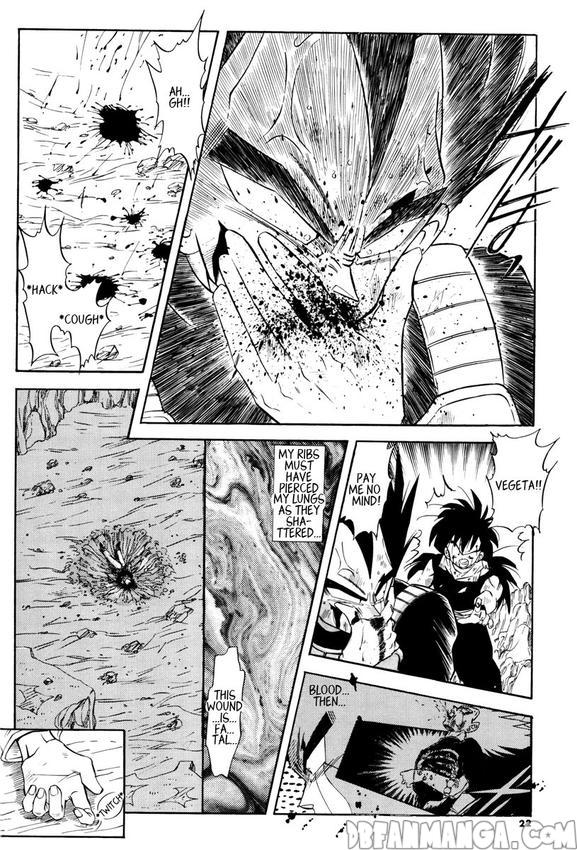 AH...
GH!!
*HACK*
*COUGH*
VEGETA!!
PAY
ME NO
MIND!
MY RIBS
MUST
HAVE
PIERCED
MY LUNGS
AS THEY
SHA-
TTERED...
BLOOD...
THEN...
THIS
WOUND
...IS...
...FA...
TAL...
*TWITCH*
22
DBFANMANGA.COM